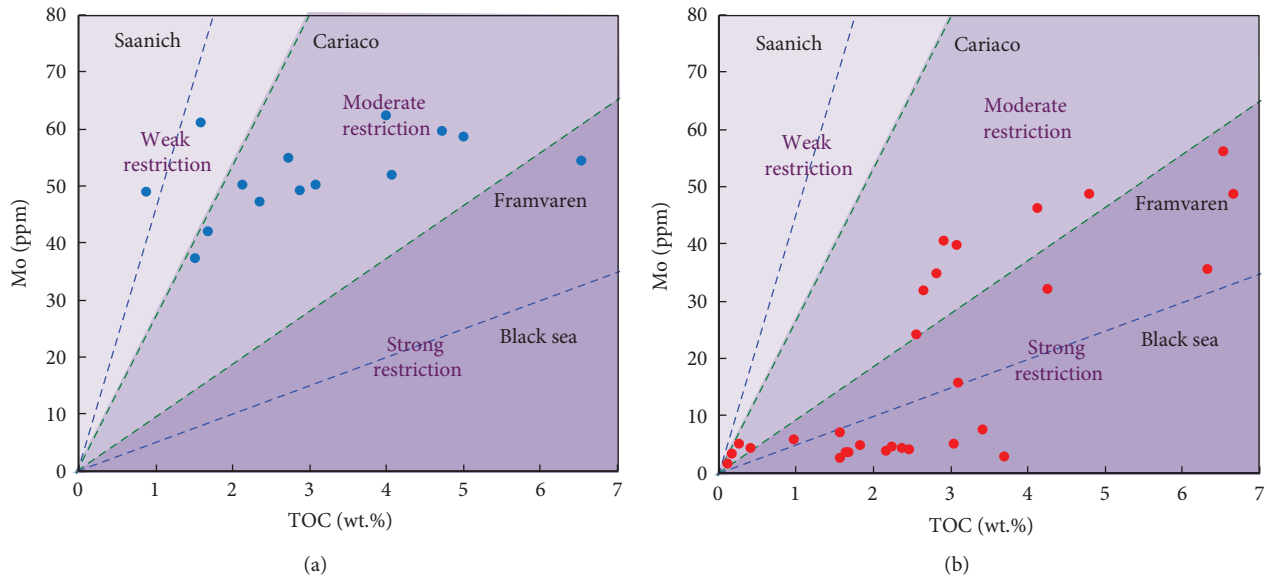 80
70
60
50
40
30
20
10
0
Mo (ppm)
Saanich
Cariaco
Weak
restriction
Moderate
restriction
Framvaren
Strong
restriction
Black sea
0 1 2 3 4 5 6 7
TOC (wt.%)
(a)
80
70
60
50
40
30
20
10
0
Mo (ppm)
Saanich
Cariaco
Moderate
restriction
Weak
restriction
Framvaren
Black sea
Strong
restriction
0 1 2 3 4 5 6 7
TOC (wt.%)
(b)